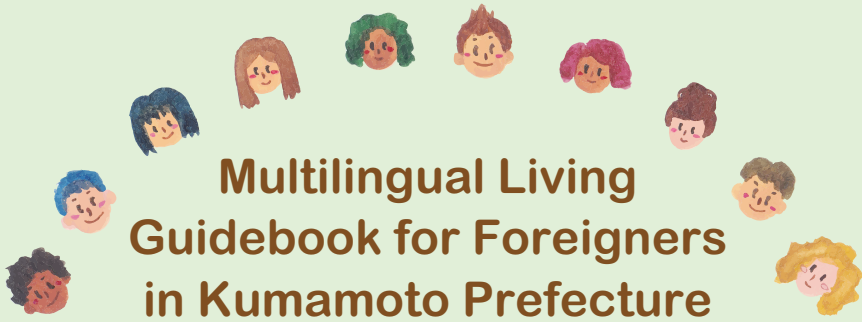 Multilingual Living
Guidebook for Foreigners
in Kumamoto Prefecture